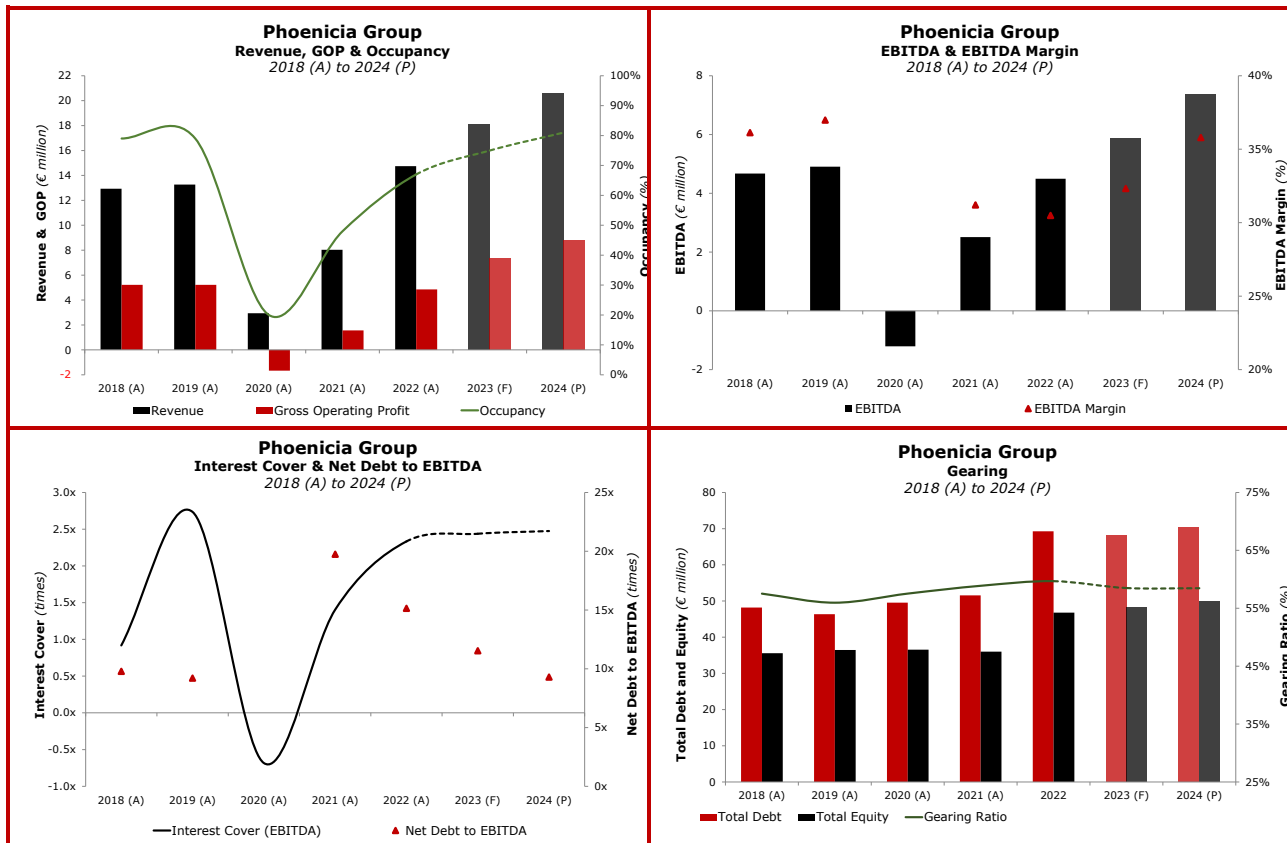 Phoenicia Group
Revenue, GOP & Occupancy
2018 (A) to 2024 (P)
Revenue & GOP (€ million)
22
20
18
16
14
12
10
8
6
4
2
0
-2
100%
90%
80%
70%
60%
50%
40%
30%
20%
10%
0%
Occupancy (%)
2018 (A) 2019 (A) 2020 (A) 2021 (A) 2022 (A) 2023 (F) 2024 (P)
Revenue Gross Operating Profit Occupancy
Phoenicia Group
EBITDA & EBITDA Margin
2018 (A) to 2024 (P)
EBITDA (€ million)
8
6
4
2
0
-2
40%
35%
30%
25%
20%
EBITDA Margin (%)
2018 (A) 2019 (A) 2020 (A) 2021 (A) 2022 (A) 2023 (F) 2024 (P)
EBITDA EBITDA Margin
Phoenicia Group
Interest Cover & Net Debt to EBITDA
2018 (A) to 2024 (P)
Interest Cover (times)
3.0x
2.5x
2.0x
1.5x
1.0x
0.5x
0.0x
-0.5x
-1.0x
25x
20x
15x
10x
5x
0x
Net Debt to EBITDA (times)
2018 (A) 2019 (A) 2020 (A) 2021 (A) 2022 (A) 2023 (F) 2024 (P)
Interest Cover (EBITDA) Net Debt to EBITDA
Phoenicia Group
Gearing
2018 (A) to 2024 (P)
Total Debt and Equity (€ million)
80
70
60
50
40
30
20
10
0
75%
65%
55%
45%
35%
25%
Gearing Ratio (%)
2018 (A) 2019 (A) 2020 (A) 2021 (A) 2022 2023 (F) 2024 (P)
Total Debt Total Equity Gearing Ratio